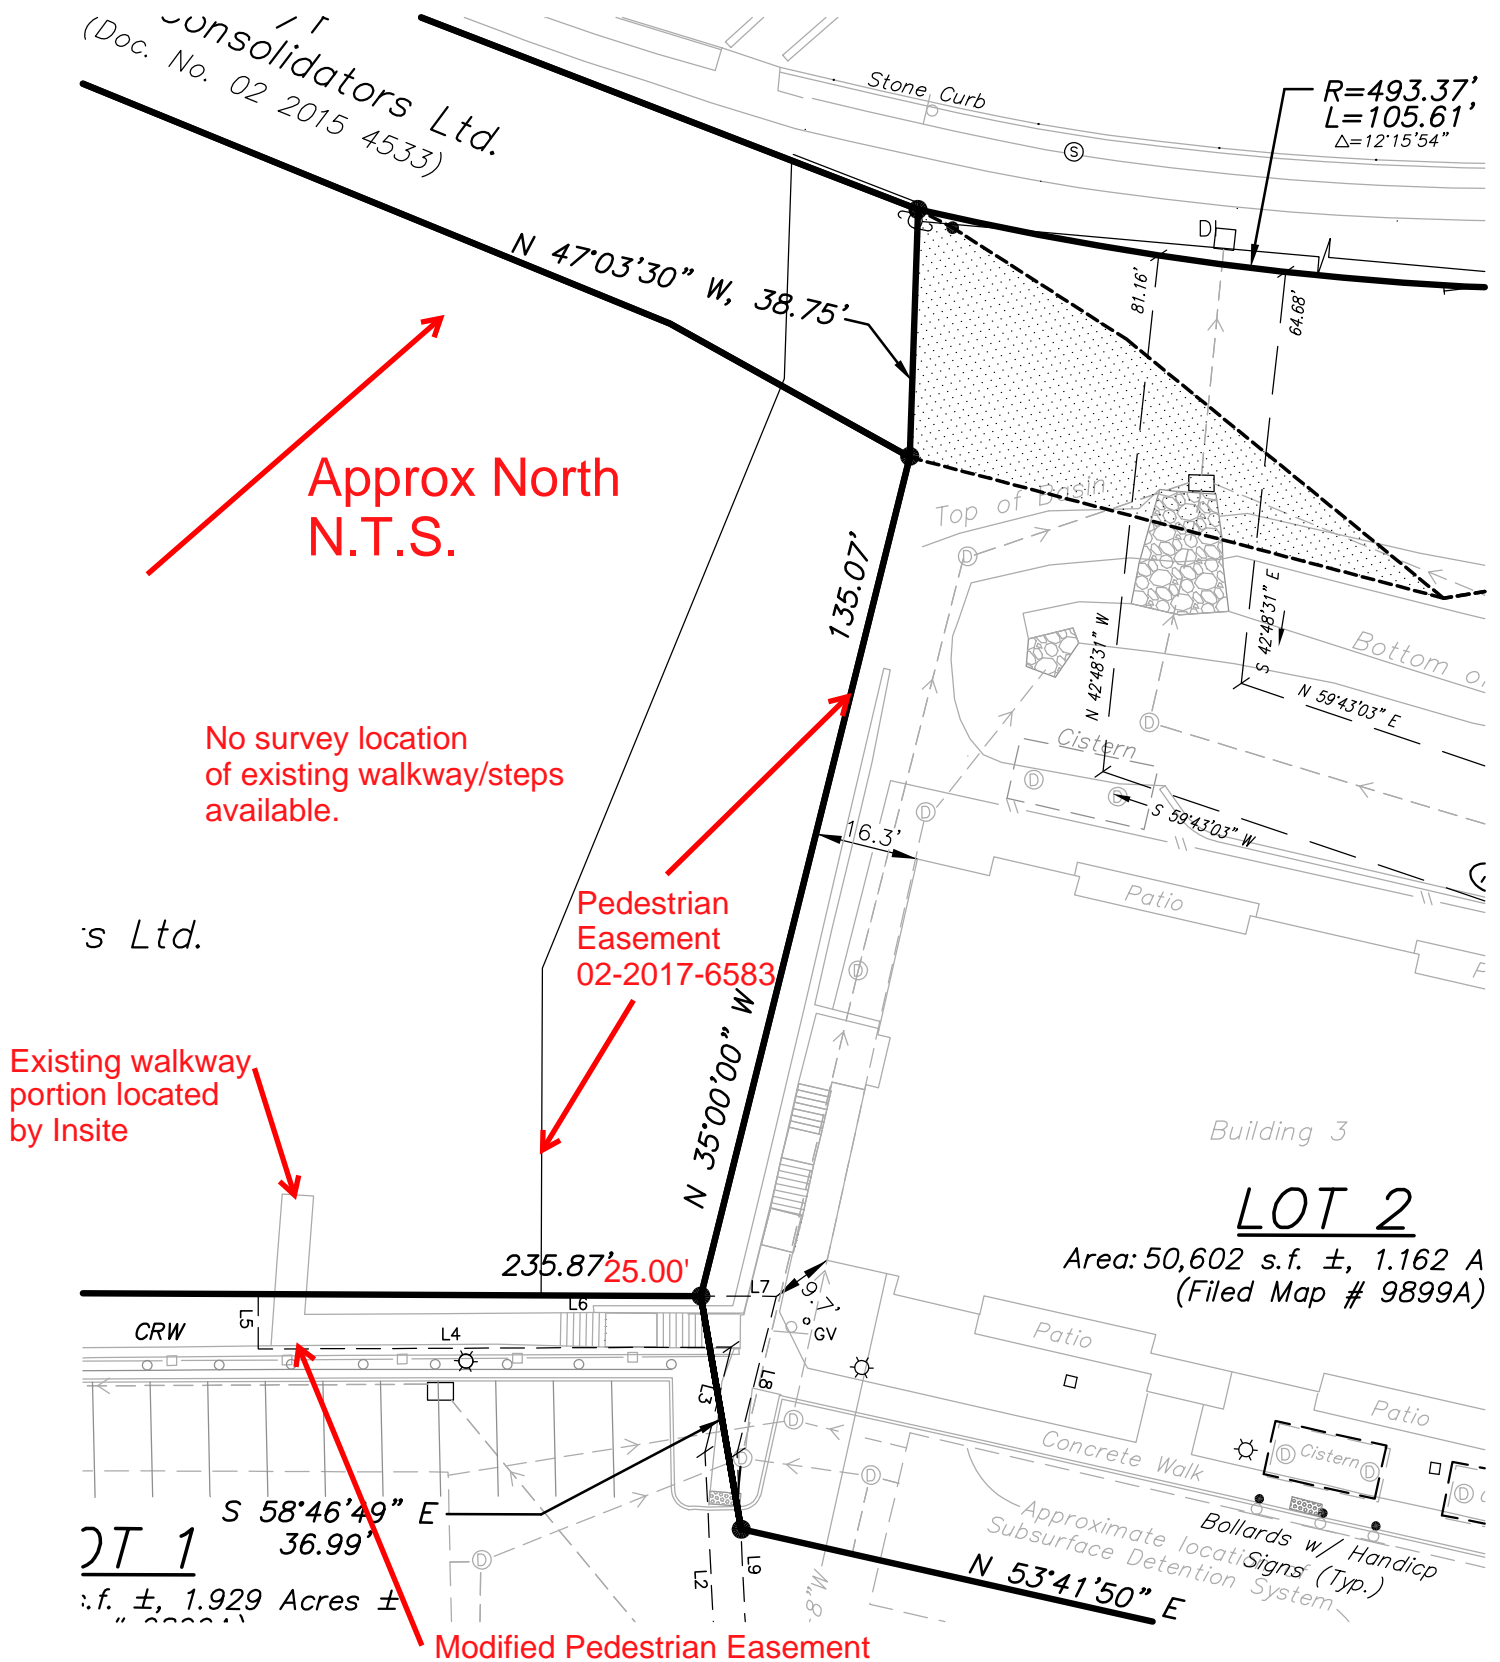 onsolidators Ltd.
(Doc. No. 02 2015 4533)
Stone Curb
R=493.37'
L=105.61'
Δ=12°15'54"
S
D
N 47°03'30" W, 38.75'
81.16'
64.68'
Approx North
N.T.S.
Top of Basin
135.07'
D
N 42°48'31" W
S 42°48'31" E
Bottom o
N 59°43'03" E
D
No survey location
of existing walkway/steps
available.
Cistern
D
D
D
S 59°43'03" W
16.3'
Patio
Pedestrian
Easement
02-2017-6583
s Ltd.
D
N 35°00'00" W
Existing walkway
portion located
by Insite
Building 3
LOT 2
Area: 50,602 s.f. ±, 1.162 A
(Filed Map # 9899A)
235.87'
25.00'
L7
9.7'
L6
L5
CRW
L4
GV
Patio
L3
L8
D
Patio
Concrete Walk
D
Cistern
D
D
D
D
S 58°46'49" E
36.99'
Approximate location
Subsurface Detention System
Bollards w/ Handicp
Signs (Typ.)
OT 1
D
L2
L9
N 53°41'50" E
s.f. ±, 1.929 Acres ±
Modified Pedestrian Easement